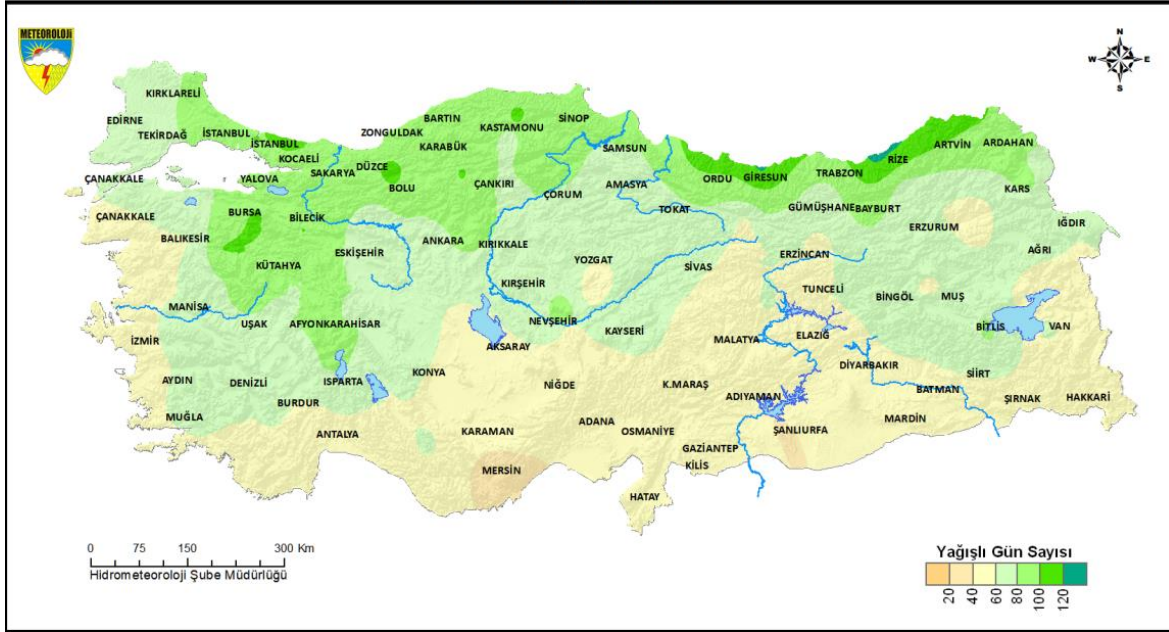 METEOROLOJİ
N
W E
S
KIRKLARELİ
EDİRNE
TEKİRDAĞ
İSTANBUL
İSTANBUL
KOCAELİ
YALOVA
SAKARYA
DÜZCE
ZONGULDAK
BARTIN
KARABÜK
KASTAMONU
SİNOP
SAMSUN
BOLU
ÇANKIRI
ÇORUM
AMASYA
TOKAT
ORDU
GİRESUN
TRABZON
RİZE
ARTVİN
ARDAHAN
KARS
GÜMÜŞHANE
BAYBURT
ERZURUM
IĞDIR
AĞRI
ÇANAKKALE
ÇANAKKALE
BALIKESİR
BURSA
BİLECİK
ESKİŞEHİR
ANKARA
KIRIKKALE
KÜTAHYA
YOZGAT
SİVAS
ERZİNCAN
TUNCELİ
BİNGÖL
MUŞ
BİTLİS
VAN
KIRŞEHİR
NEVŞEHİR
KAYSERİ
MANİSA
UŞAK
AFYONKARAHİSAR
İZMİR
AKSARAY
MALATYA
ELAZIĞ
DİYARBAKIR
SİİRT
BATMAN
ŞIRNAK
HAKKARİ
AYDIN
DENİZLİ
ISPARTA
KONYA
NİĞDE
K.MARAŞ
ADIYAMAN
MARDİN
BURDUR
MUĞLA
ANTALYA
KARAMAN
ADANA
OSMANİYE
ŞANLIURFA
GAZİANTEP
KİLİS
MERSİN
HATAY
0 75 150 300 Km
Hidrometeoroloji Şube Müdürlüğü
Yağışlı Gün Sayısı
20 40 60 80 100 120